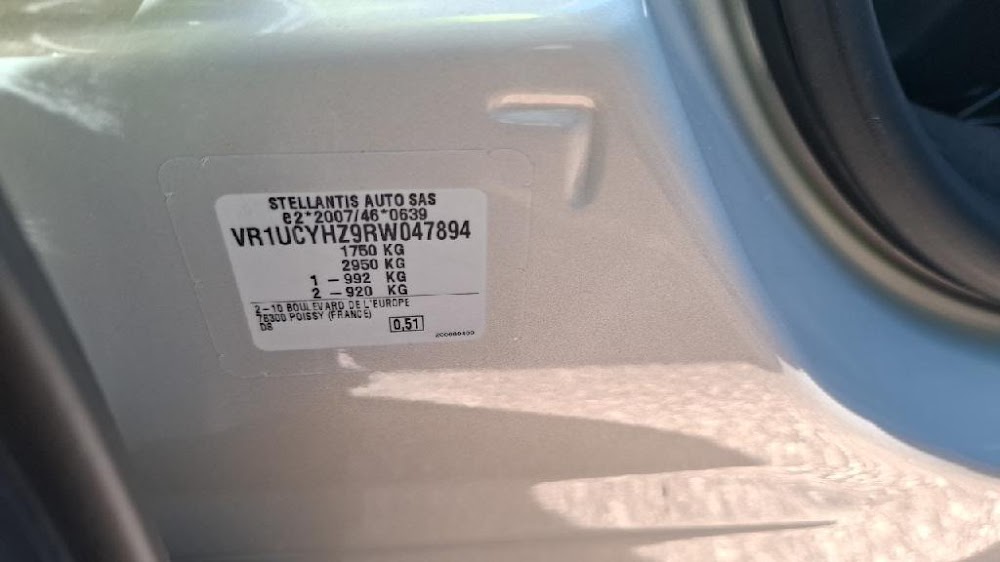 STELLANTIS AUTO SAS
e2*2007/46*0639
VR1UCYHZ9RW047894
1750 KG
2950 KG
1 - 992 KG
2 - 920 KG
2-10 BOULEVARD DE L'EUROPE
78300 POISSY (FRANCE)
DS
0,51